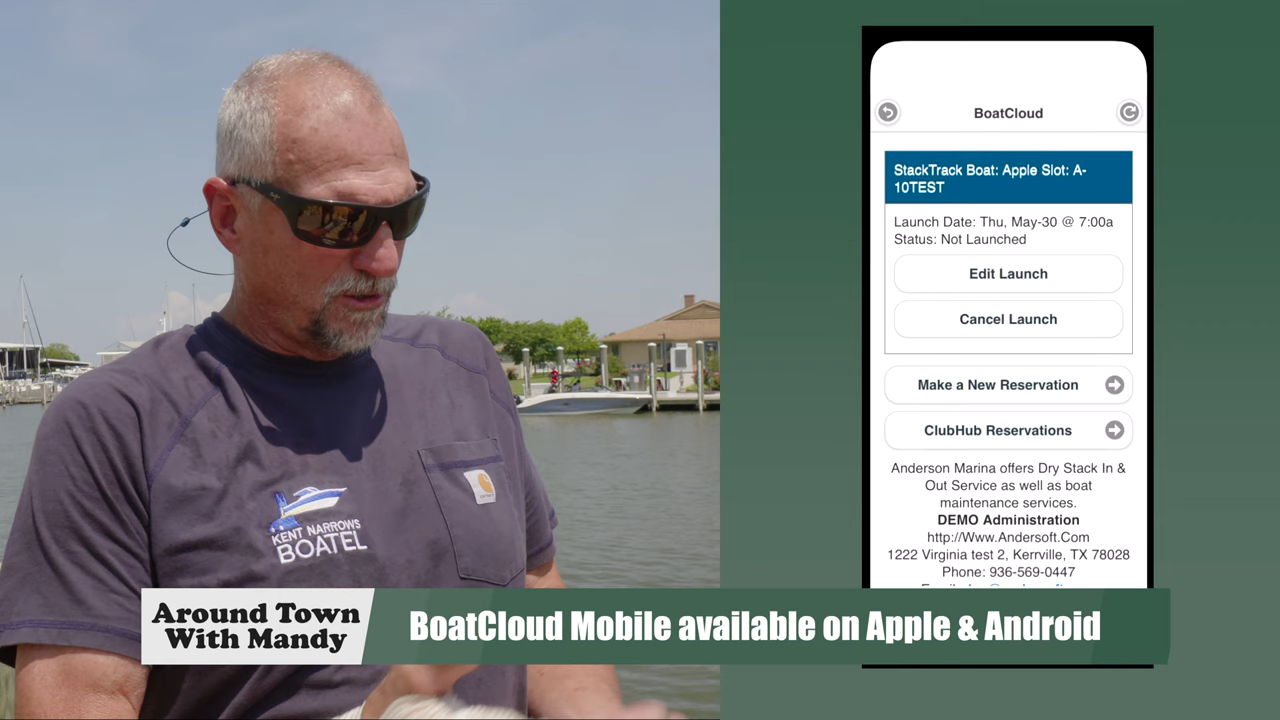 KENT NARROWS
BOATEL
BoatCloud
StackTrack Boat: Apple Slot: A-
10TEST
Launch Date: Thu, May-30 @ 7:00a
Status: Not Launched
Edit Launch
Cancel Launch
Make a New Reservation
ClubHub Reservations
Anderson Marina offers Dry Stack In &
Out Service as well as boat
maintenance services.
DEMO Administration
http://Www.Andersoft.Com
1222 Virginia test 2, Kerrville, TX 78028
Phone: 936-569-0447
Around Town
With Mandy
BoatCloud Mobile available on Apple & Android